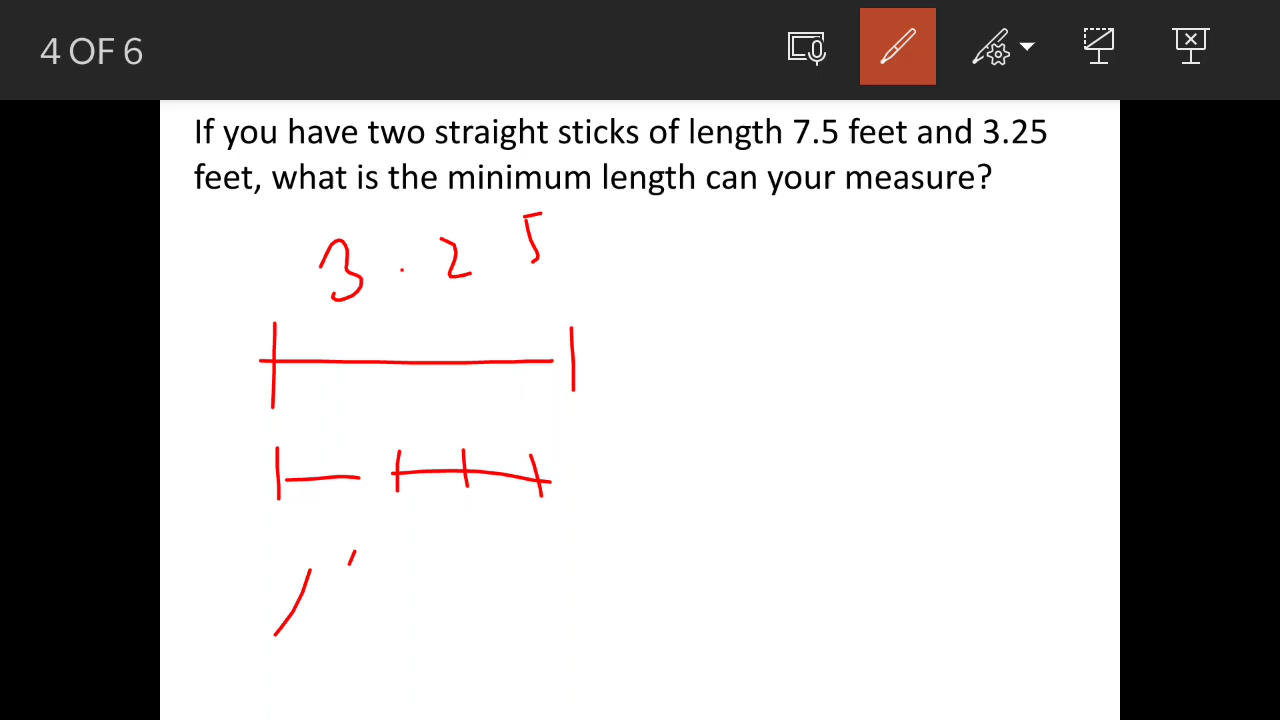 4 OF 6
If you have two straight sticks of length 7.5 feet and 3.25
feet, what is the minimum length can your measure?
3.25
1'